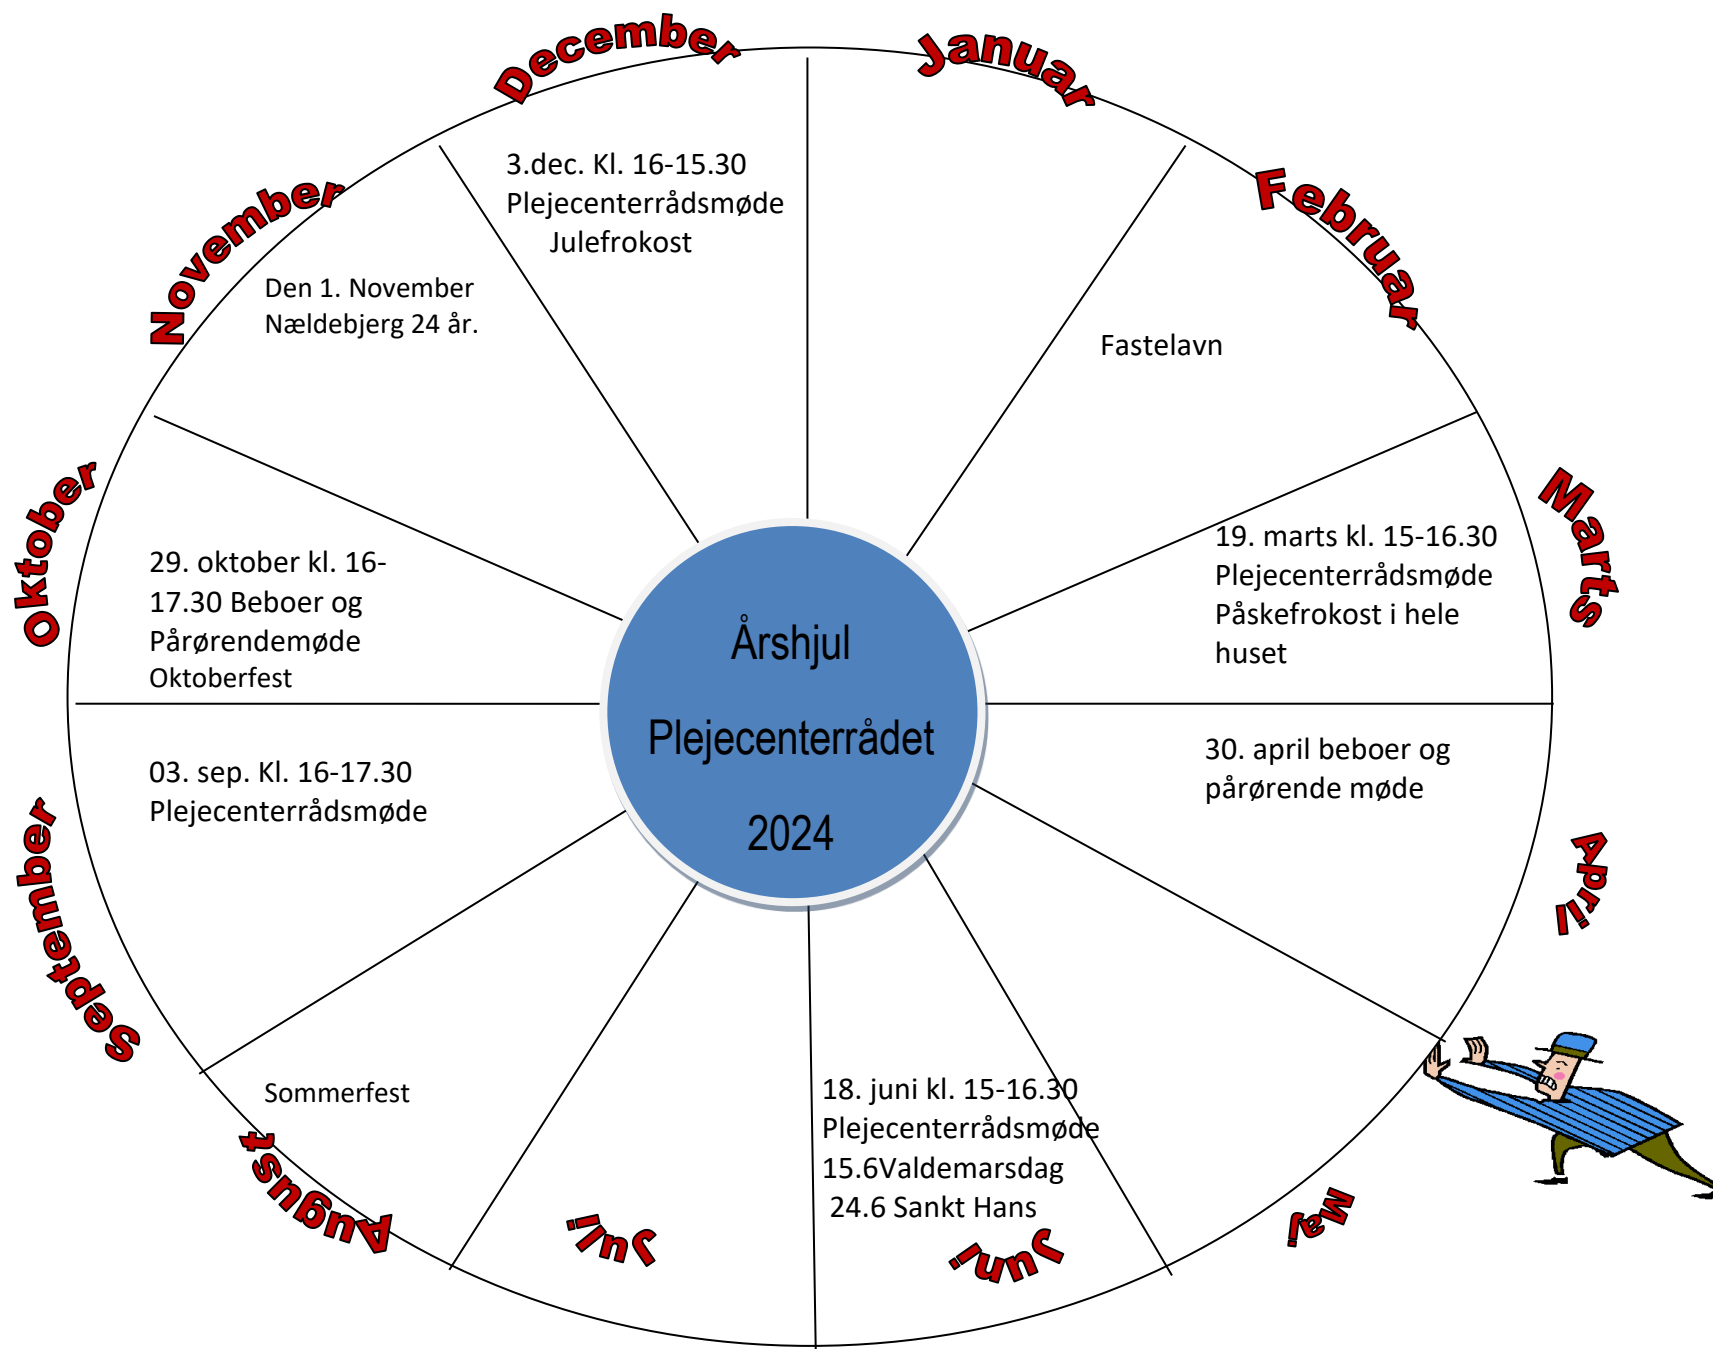 Årshjul
Plejecenterrådet
2024
Januar
Februar
Fastelavn
Marts
19. marts kl. 15-16.30
Plejecenterrådsmøde
Påskefrokost i hele
huset
April
30. april beboer og
pårørende møde
Maj
Juni
18. juni kl. 15-16.30
Plejecenterrådsmøde
15.6Valdemarsdag
24.6 Sankt Hans
Juli
August
Sommerfest
September
03. sep. Kl. 16-17.30
Plejecenterrådsmøde
Oktober
29. oktober kl. 16-
17.30 Beboer og
Pårørendemøde
Oktoberfest
November
Den 1. November
Nældebjerg 24 år.
December
3.dec. Kl. 16-15.30
Plejecenterrådsmøde
Julefrokost